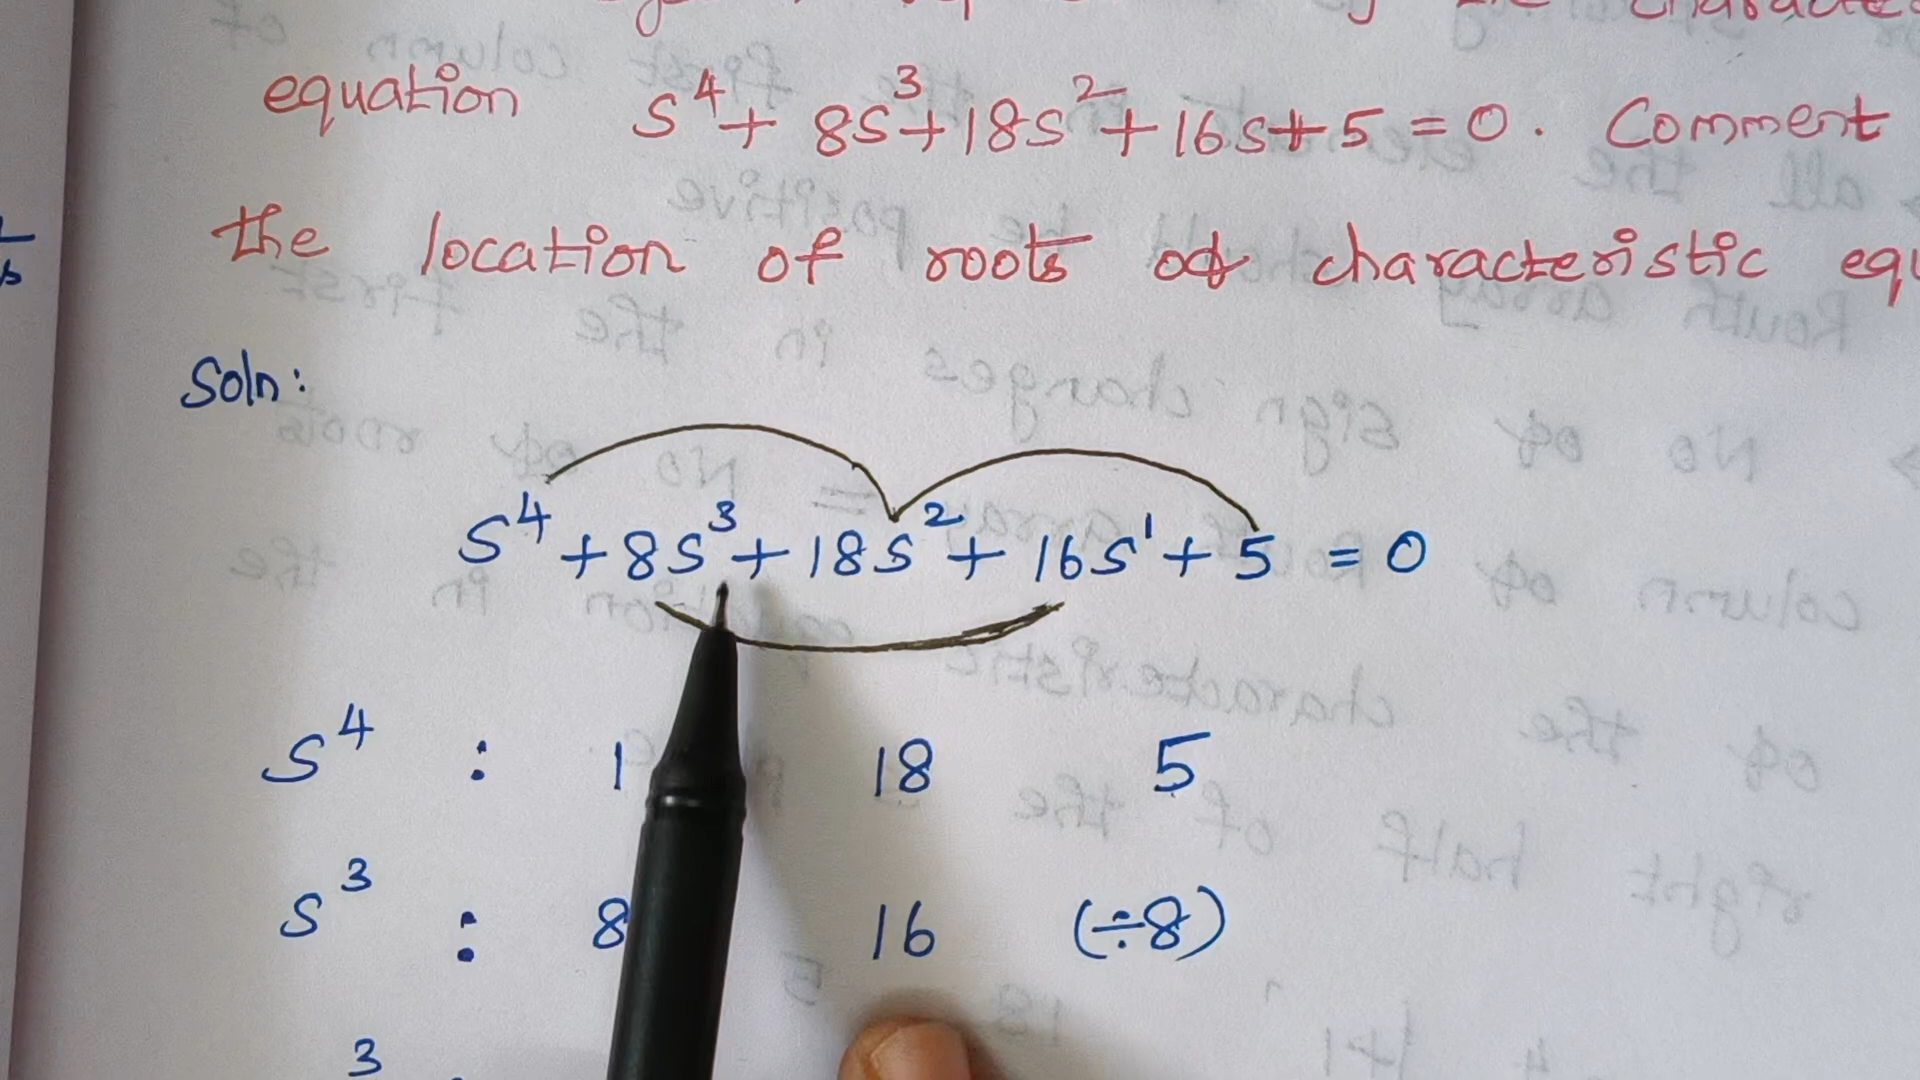 equation s⁴ + 8s³ + 18s² + 16s + 5 = 0. Comment
the location of roots of characteristic equ
Soln:
s⁴ + 8s³ + 18s² + 16s¹ + 5 = 0
s⁴ : 1 18 5
s³ : 8 16 (÷8)
3